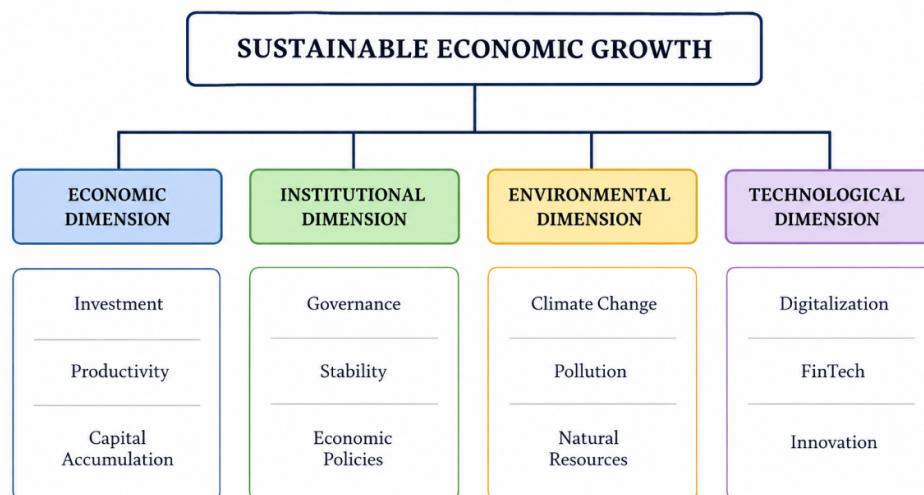 SUSTAINABLE ECONOMIC GROWTH
ECONOMIC
DIMENSION
Investment
Productivity
Capital
Accumulation
INSTITUTIONAL
DIMENSION
Governance
Stability
Economic
Policies
ENVIRONMENTAL
DIMENSION
Climate Change
Pollution
Natural
Resources
TECHNOLOGICAL
DIMENSION
Digitalization
FinTech
Innovation